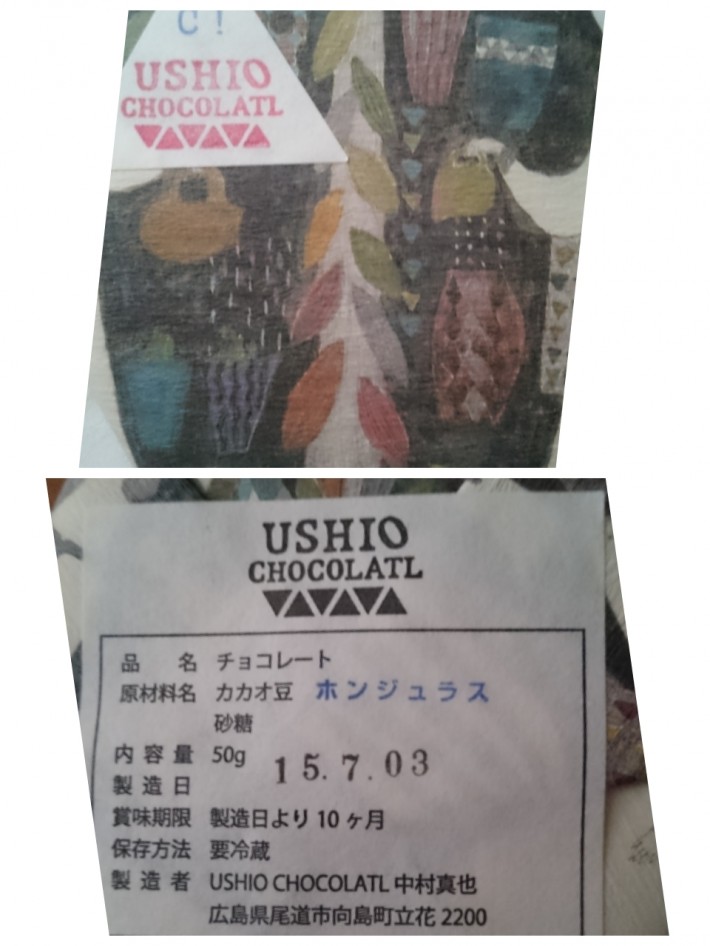 C!
USHIO
CHOCOLATL
USHIO
CHOCOLATL
品 名 チョコレート
原材料名 カカオ豆 ホンジュラス
砂糖
内容量 50g
製造日 15.7.03
賞味期限 製造日より10ヶ月
保存方法 要冷蔵
製造者 USHIO CHOCOLATL 中村真也
広島県尾道市向島町立花2200